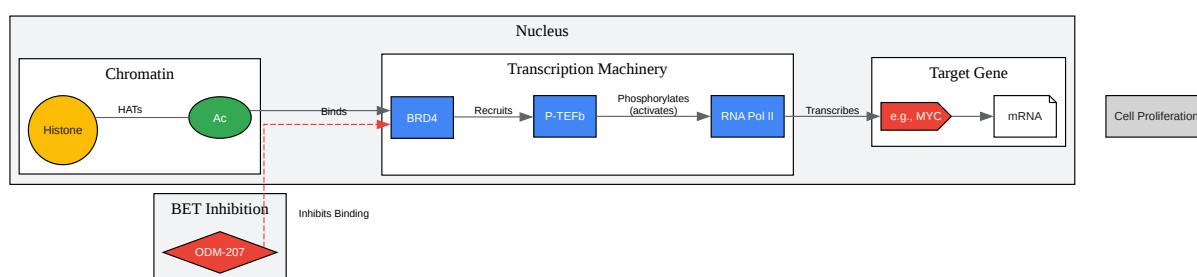 Nucleus
Chromatin
Transcription Machinery
Target Gene
Histone
HATs
Ac
Binds
BRD4
Recruits
P-TEFb
Phosphorylates
(activates)
RNA Pol II
Transcribes
e.g., MYC
mRNA
Cell Proliferation
BET Inhibition
Inhibits Binding
ODM-207